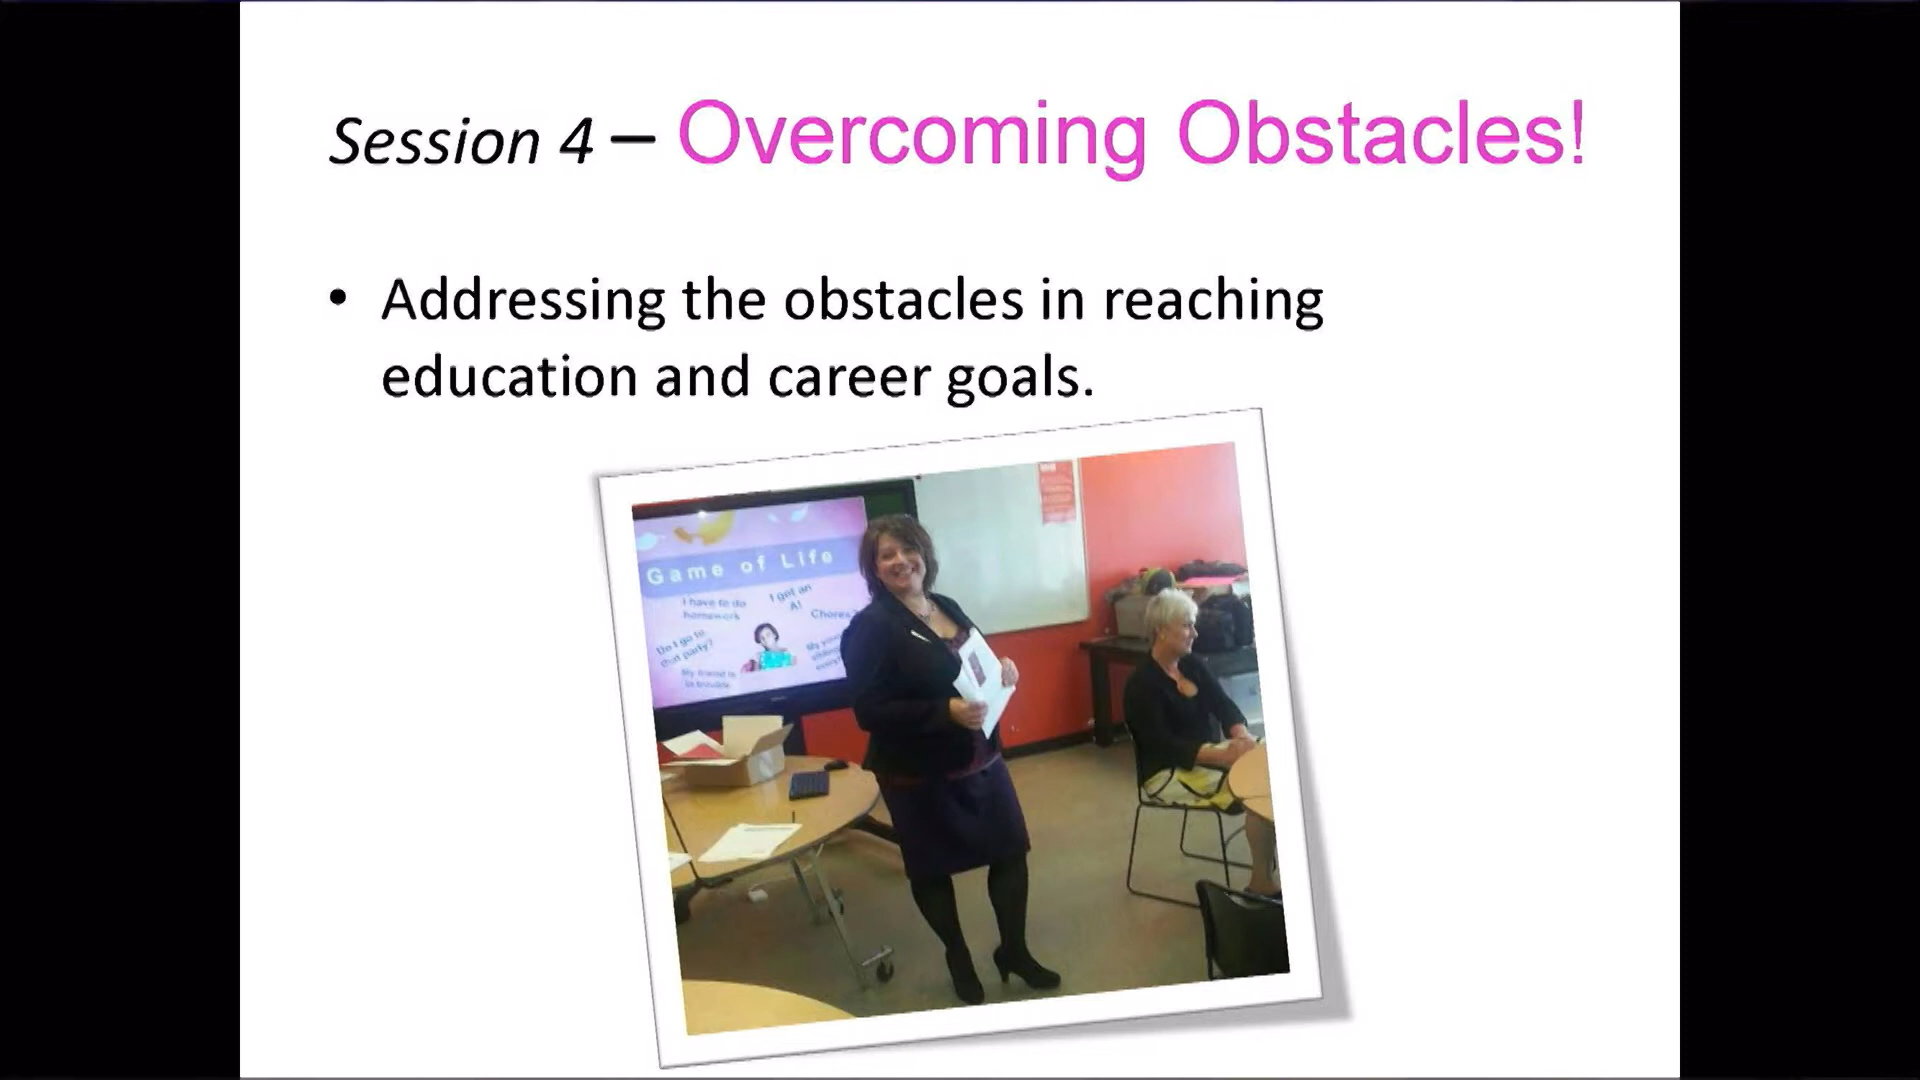 Session 4 – Overcoming Obstacles!
• Addressing the obstacles in reaching
education and career goals.
Game of Life
I have to do
homework
I got an
A!
Chores
Do I go to
that party?
My friend is
in trouble